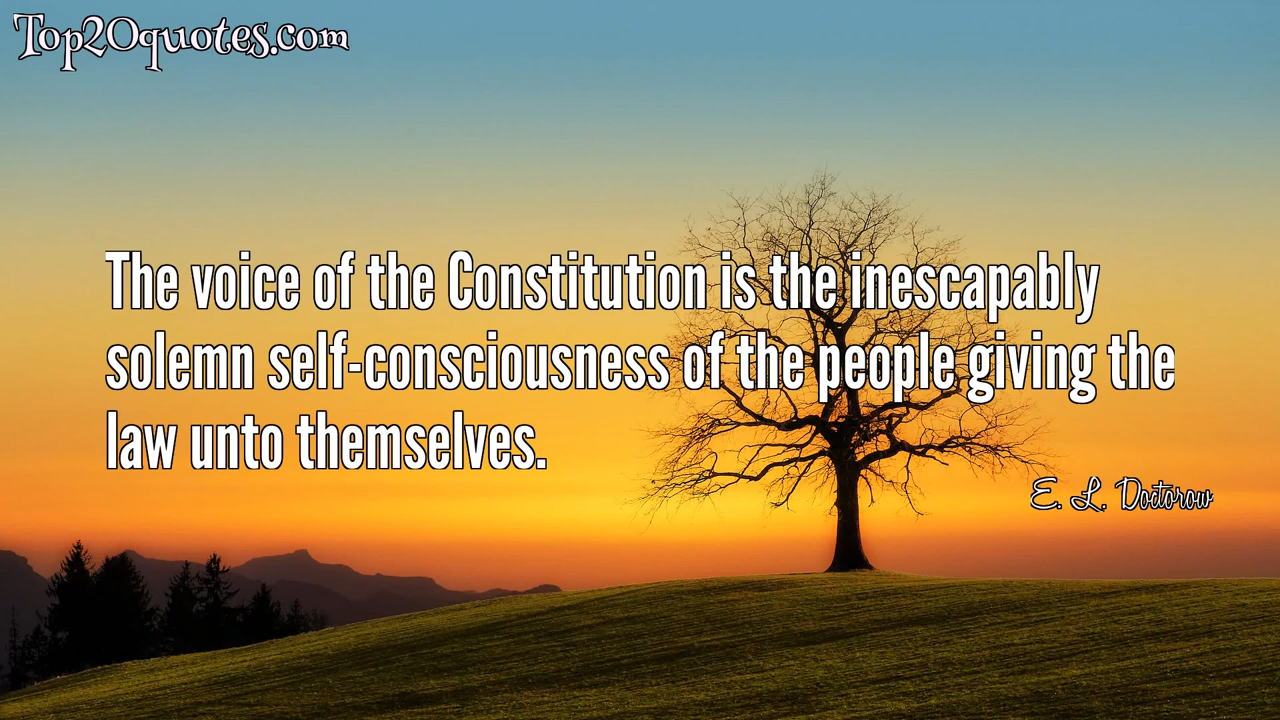 Top20quotes.com
The voice of the Constitution is the inescapably
solemn self-consciousness of the people giving the
law unto themselves.
E. L. Doctorow